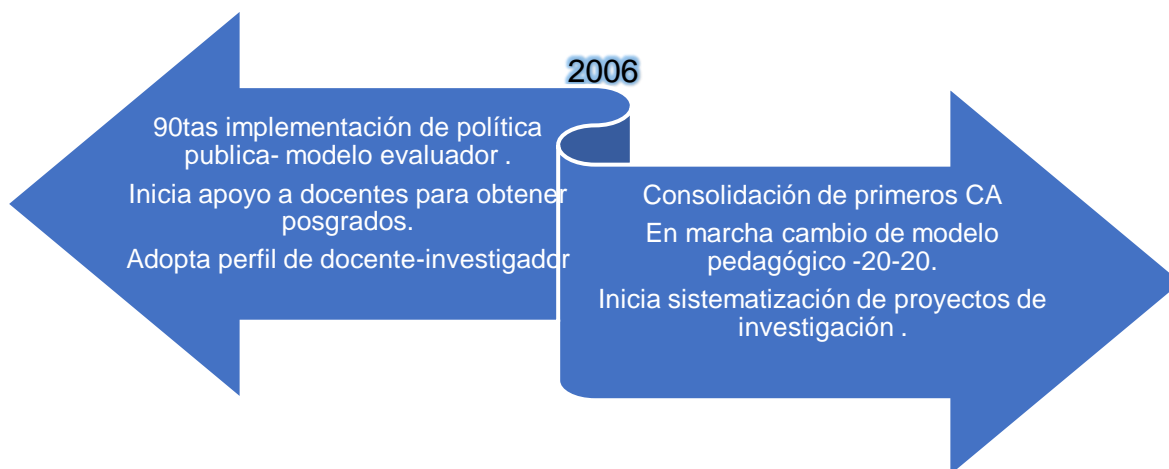 2006
90tas implementación de política
publica- modelo evaluador .
Inicia apoyo a docentes para obtener
posgrados.
Adopta perfil de docente-investigador
Consolidación de primeros CA
En marcha cambio de modelo
pedagógico -20-20.
Inicia sistematización de proyectos de
investigación .